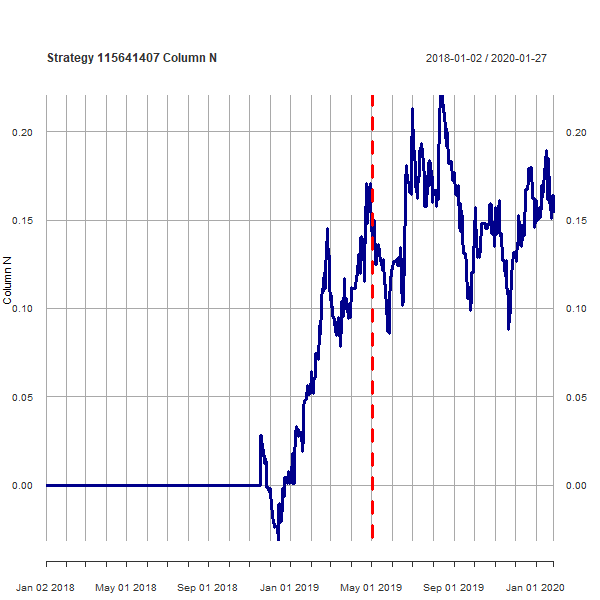 Strategy 115641407 Column N 2018-01-02 / 2020-01-27
0.20 0.20
0.15 0.15
0.10 0.10
0.05 0.05
0.00 0.00
Column N
Jan 02 2018 May 01 2018 Sep 01 2018 Jan 01 2019 May 01 2019 Sep 01 2019 Jan 01 2020